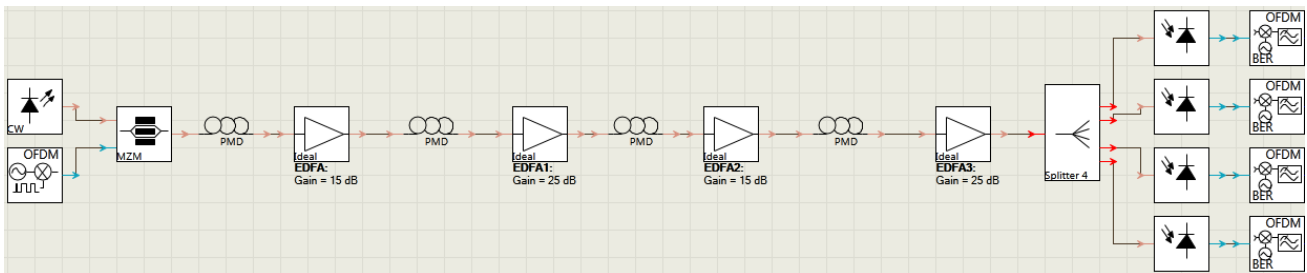 CW
OFDM
MZM
PMD
Ideal
EDFA:
Gain = 15 dB
PMD
Ideal
EDFA1:
Gain = 25 dB
PMD
Ideal
EDFA2:
Gain = 15 dB
PMD
Ideal
EDFA3:
Gain = 25 dB
Splitter 4
OFDM
BER
OFDM
BER
OFDM
BER
OFDM
BER